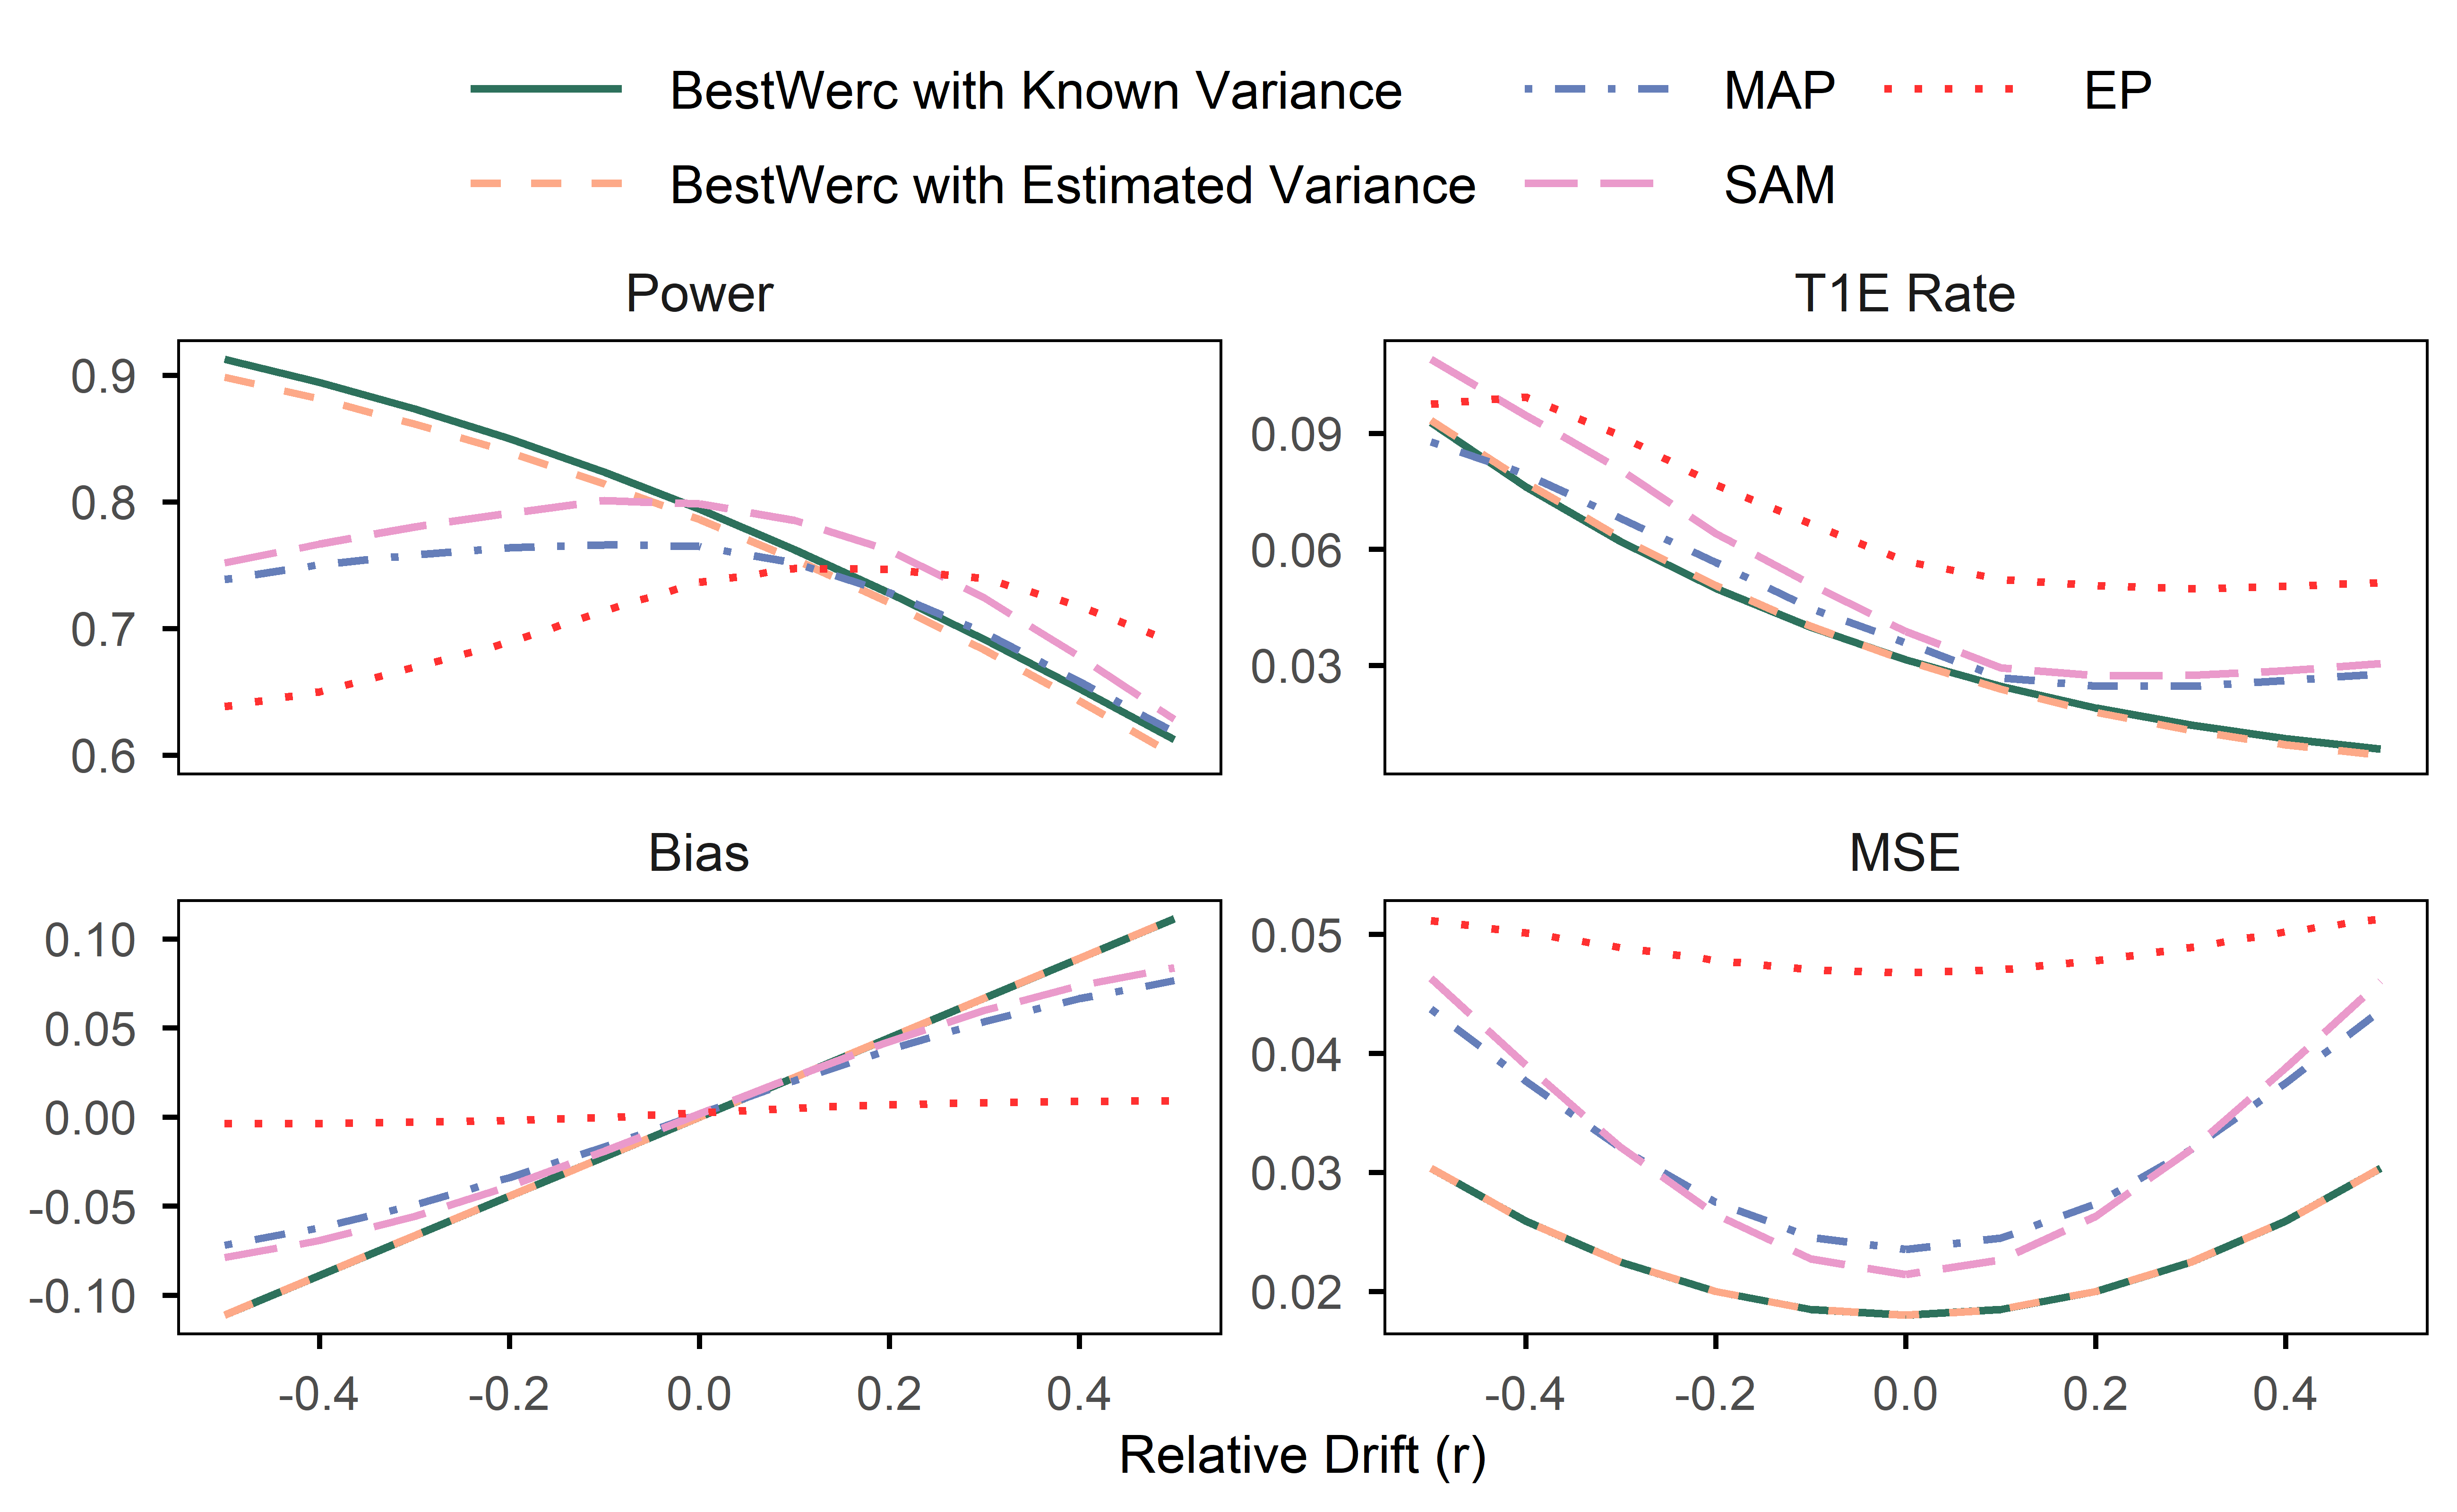 BestWerc with Known Variance MAP EP
BestWerc with Estimated Variance SAM
Power T1E Rate
0.9
0.8
0.7
0.6
0.09
0.06
0.03
Bias MSE
0.10
0.05
0.00
-0.05
-0.10
0.05
0.04
0.03
0.02
-0.4 -0.2 0.0 0.2 0.4 -0.4 -0.2 0.0 0.2 0.4
Relative Drift (r)